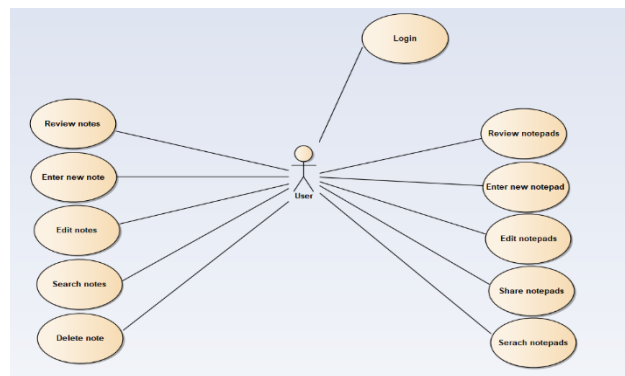 Login
Review notes
Enter new note
Edit notes
Search notes
Delete note
User
Review notepads
Enter new notepad
Edit notepads
Share notepads
Serach notepads